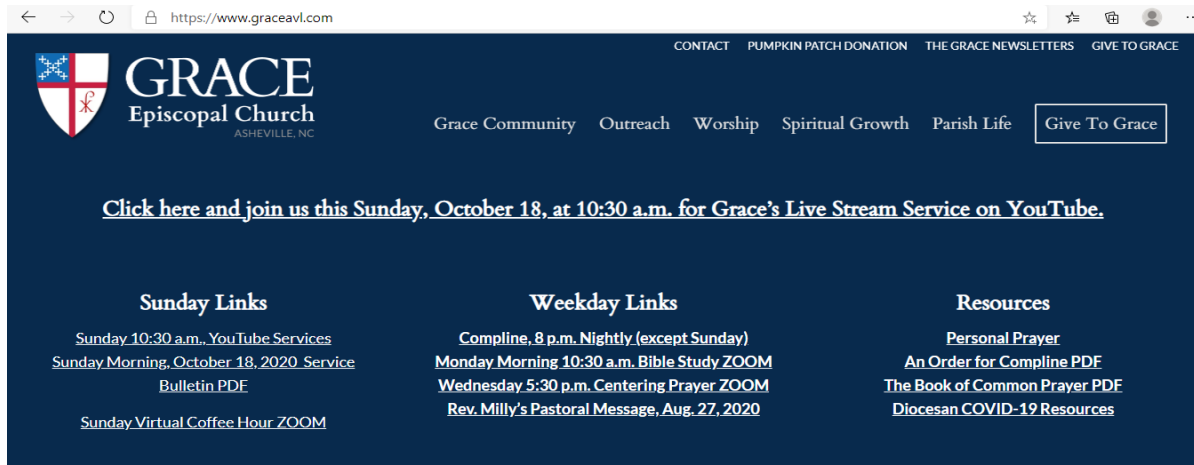 https://www.graceavl.com
CONTACT PUMPKIN PATCH DONATION THE GRACE NEWSLETTERS GIVE TO GRACE
GRACE
Episcopal Church
ASHEVILLE, NC
Grace Community Outreach Worship Spiritual Growth Parish Life Give To Grace
Click here and join us this Sunday, October 18, at 10:30 a.m. for Grace's Live Stream Service on YouTube.
Sunday Links
Sunday 10:30 a.m., YouTube Services
Sunday Morning, October 18, 2020 Service
Bulletin PDF
Sunday Virtual Coffee Hour ZOOM
Weekday Links
Compline, 8 p.m. Nightly (except Sunday)
Monday Morning 10:30 a.m. Bible Study ZOOM
Wednesday 5:30 p.m. Centering Prayer ZOOM
Rev. Milly's Pastoral Message, Aug. 27, 2020
Resources
Personal Prayer
An Order for Compline PDF
The Book of Common Prayer PDF
Diocesan COVID-19 Resources